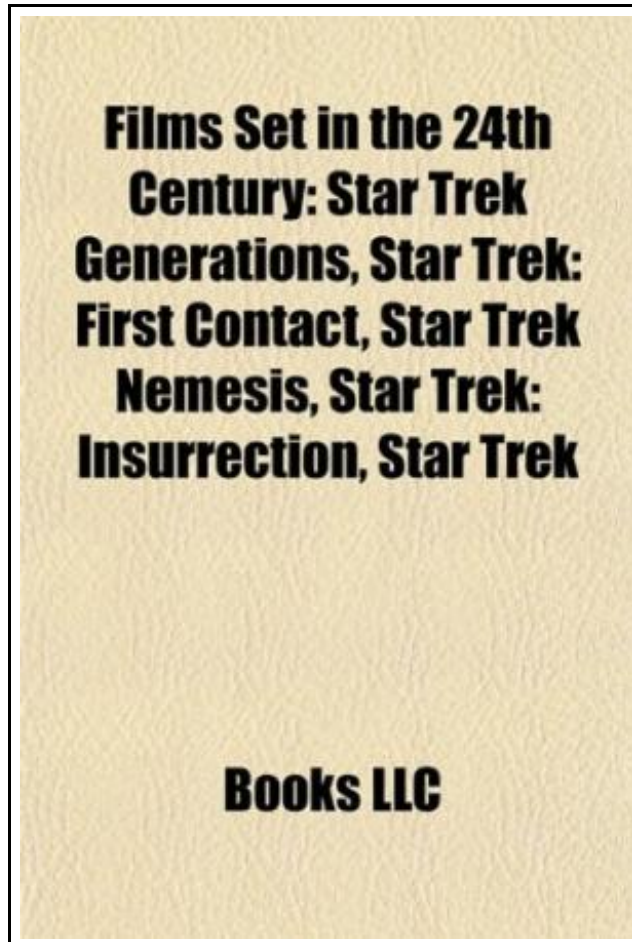 Films Set in the 24th
Century: Star Trek
Generations, Star Trek:
First Contact, Star Trek
Nemesis, Star Trek:
Insurrection, Star Trek
Books LLC